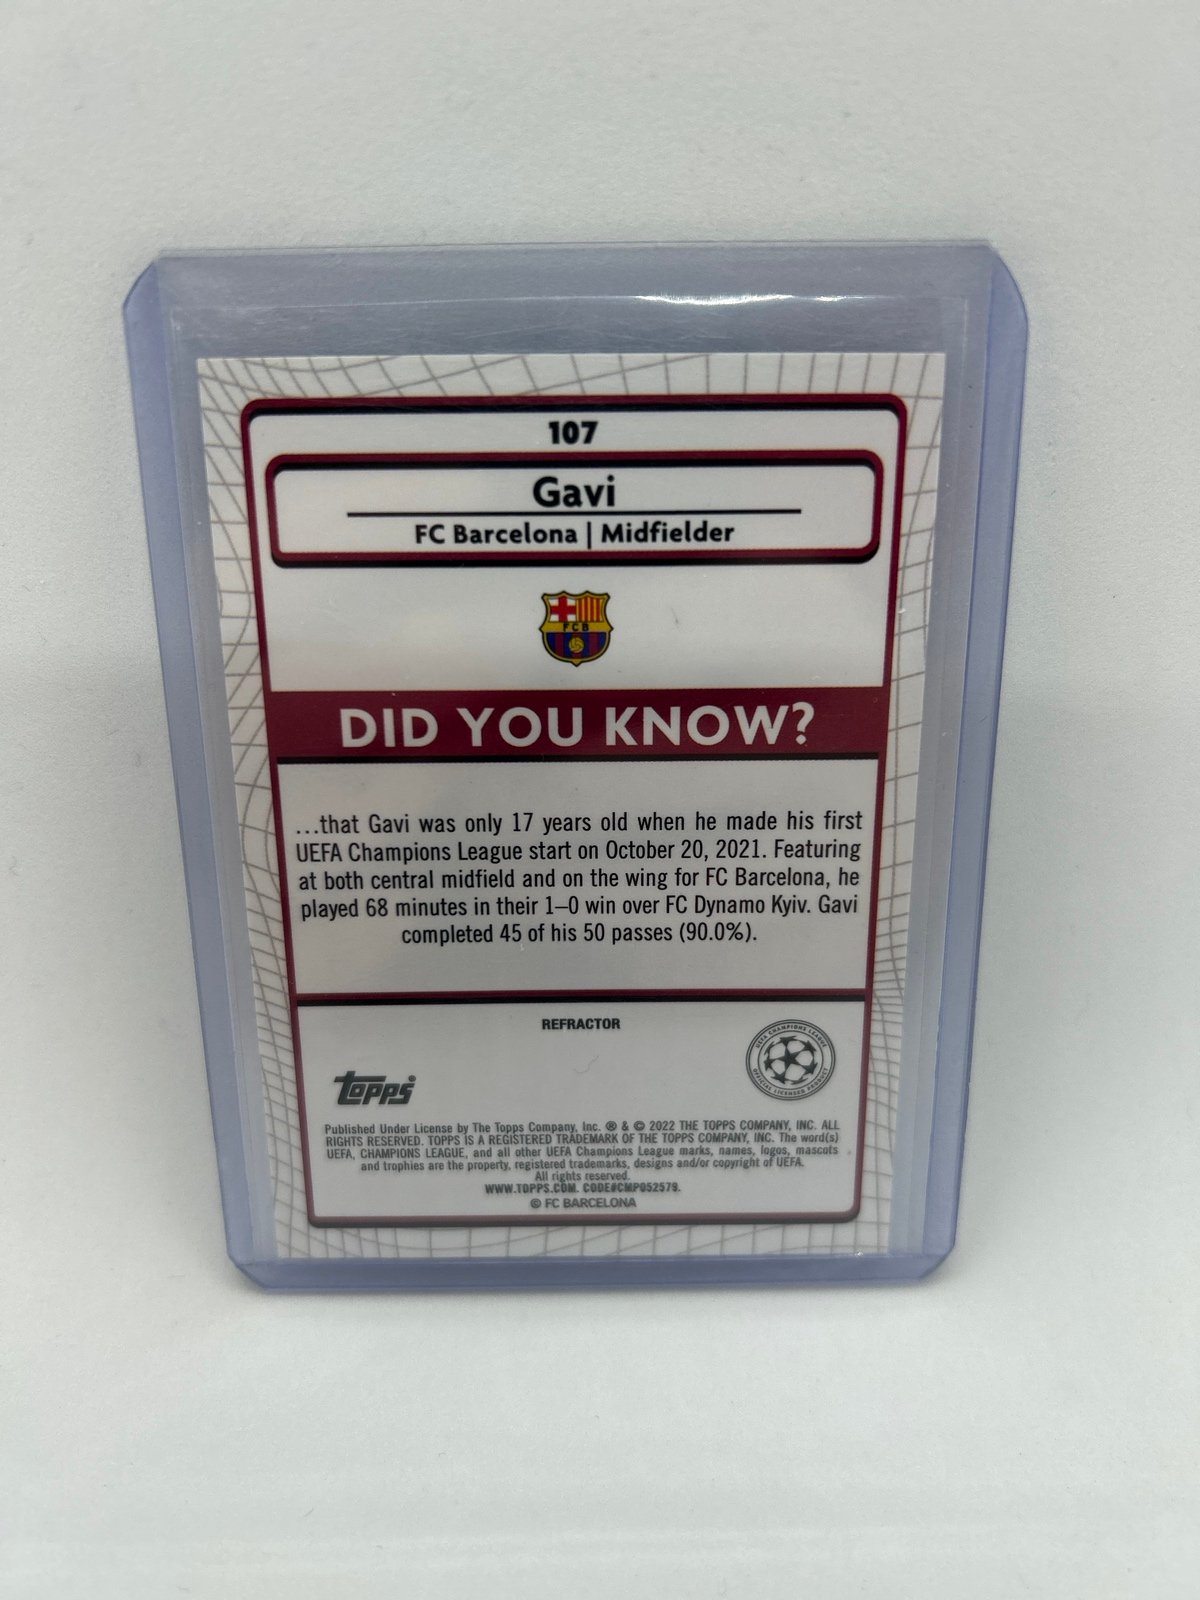 107
Gavi
FC Barcelona | Midfielder
FCB
DID YOU KNOW?
...that Gavi was only 17 years old when he made his first
UEFA Champions League start on October 20, 2021. Featuring
at both central midfield and on the wing for FC Barcelona, he
played 68 minutes in their 1–0 win over FC Dynamo Kyiv. Gavi
completed 45 of his 50 passes (90.0%).
REFRACTOR
UEFA CHAMPIONS LEAGUE
OFFICIAL LICENSED PRODUCT
topps®
Published Under License by The Topps Company, Inc. ® & © 2022 THE TOPPS COMPANY, INC. ALL
RIGHTS RESERVED. TOPPS IS A REGISTERED TRADEMARK OF THE TOPPS COMPANY, INC. The word(s)
UEFA, CHAMPIONS LEAGUE, and all other UEFA Champions League marks, names, logos, mascots
and trophies are the property, registered trademarks, designs and/or copyright of UEFA.
All rights reserved.
WWW.TOPPS.COM. CODE#CMP052579.
© FC BARCELONA